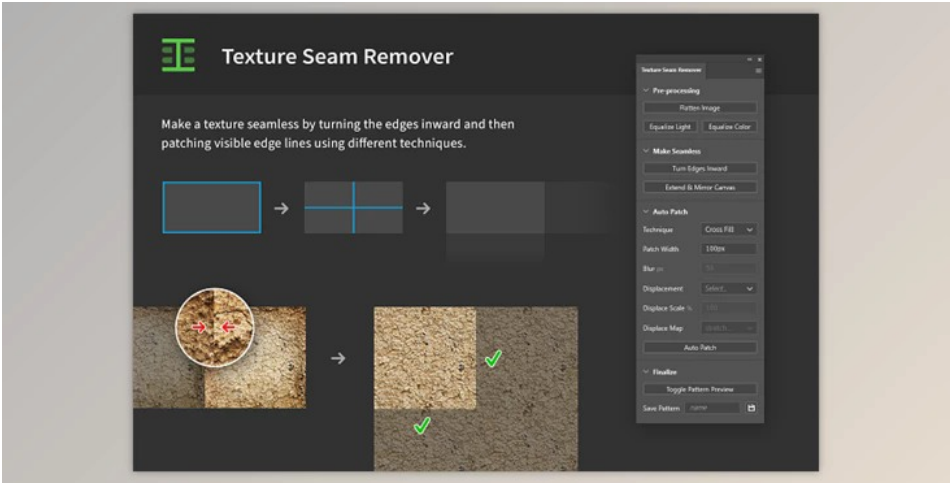 Texture Seam Remover
Make a texture seamless by turning the edges inward and then
patching visible edge lines using different techniques.
Texture Seam Remover
Pre-processing
Flatten Image
Equalize Light Equalize Color
Make Seamless
Turn Edges Inward
Extend & Mirror Canvas
Auto Patch
Technique Cross Fill
Patch Width 100px
Blur px 50
Displacement Select...
Displace Scale % 100
Displace Map
Auto Patch
Finalize
Toggle Pattern Preview
Save Pattern name